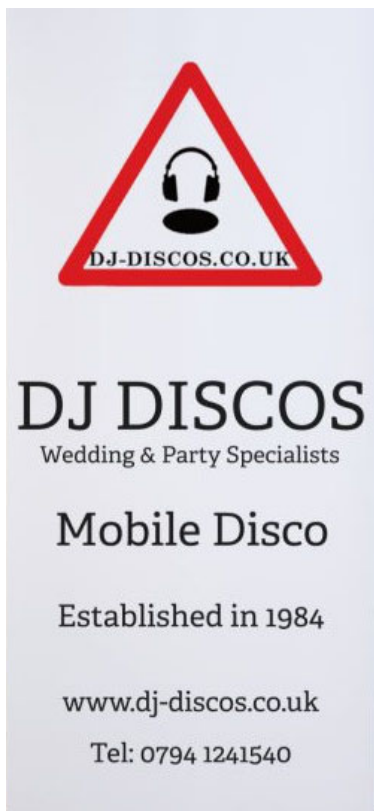 DJ-DISCOS.CO.UK
DJ DISCOS
Wedding & Party Specialists
Mobile Disco
Established in 1984
www.dj-discos.co.uk
Tel: 0794 1241540